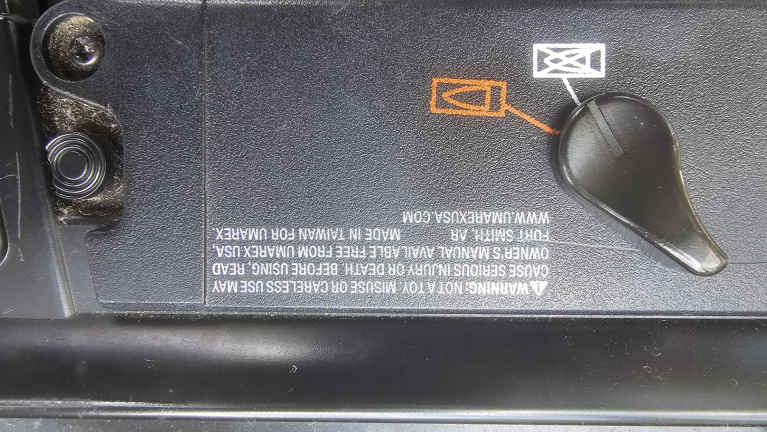 ⚠WARNING: NOT A TOY. MISUSE OR CARELESS USE MAY
CAUSE SERIOUS INJURY OR DEATH. BEFORE USING, READ
OWNER'S MANUAL AVAILABLE FREE FROM UMAREX USA,
FORT SMITH, AR MADE IN TAIWAN FOR UMAREX
WWW.UMAREXUSA.COM